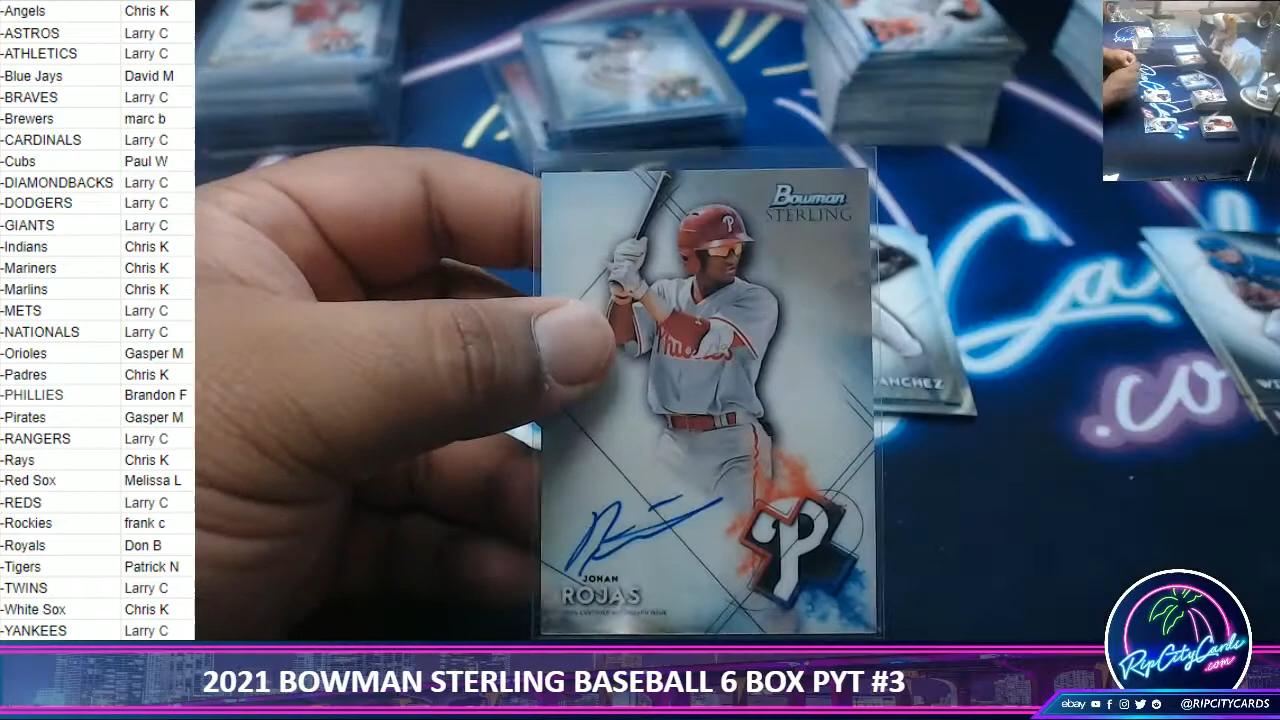 -Angels Chris K
-ASTROS Larry C
-ATHLETICS Larry C
-Blue Jays David M
-BRAVES Larry C
-Brewers marc b
-CARDINALS Larry C
-Cubs Paul W
-DIAMONDBACKS Larry C
-DODGERS Larry C
-GIANTS Larry C
-Indians Chris K
-Mariners Chris K
-Marlins Chris K
-METS Larry C
-NATIONALS Larry C
-Orioles Gasper M
-Padres Chris K
-PHILLIES Brandon F
-Pirates Gasper M
-RANGERS Larry C
-Rays Chris K
-Red Sox Melissa L
-REDS Larry C
-Rockies frank c
-Royals Don B
-Tigers Patrick N
-TWINS Larry C
-White Sox Chris K
-YANKEES Larry C
Bowman
STERLING
P
P
JOHAN
ROJAS
ANCHEZ
.co
RipCityCards
.com
2021 BOWMAN STERLING BASEBALL 6 BOX PYT #3
ebay @RIPCITYCARDS